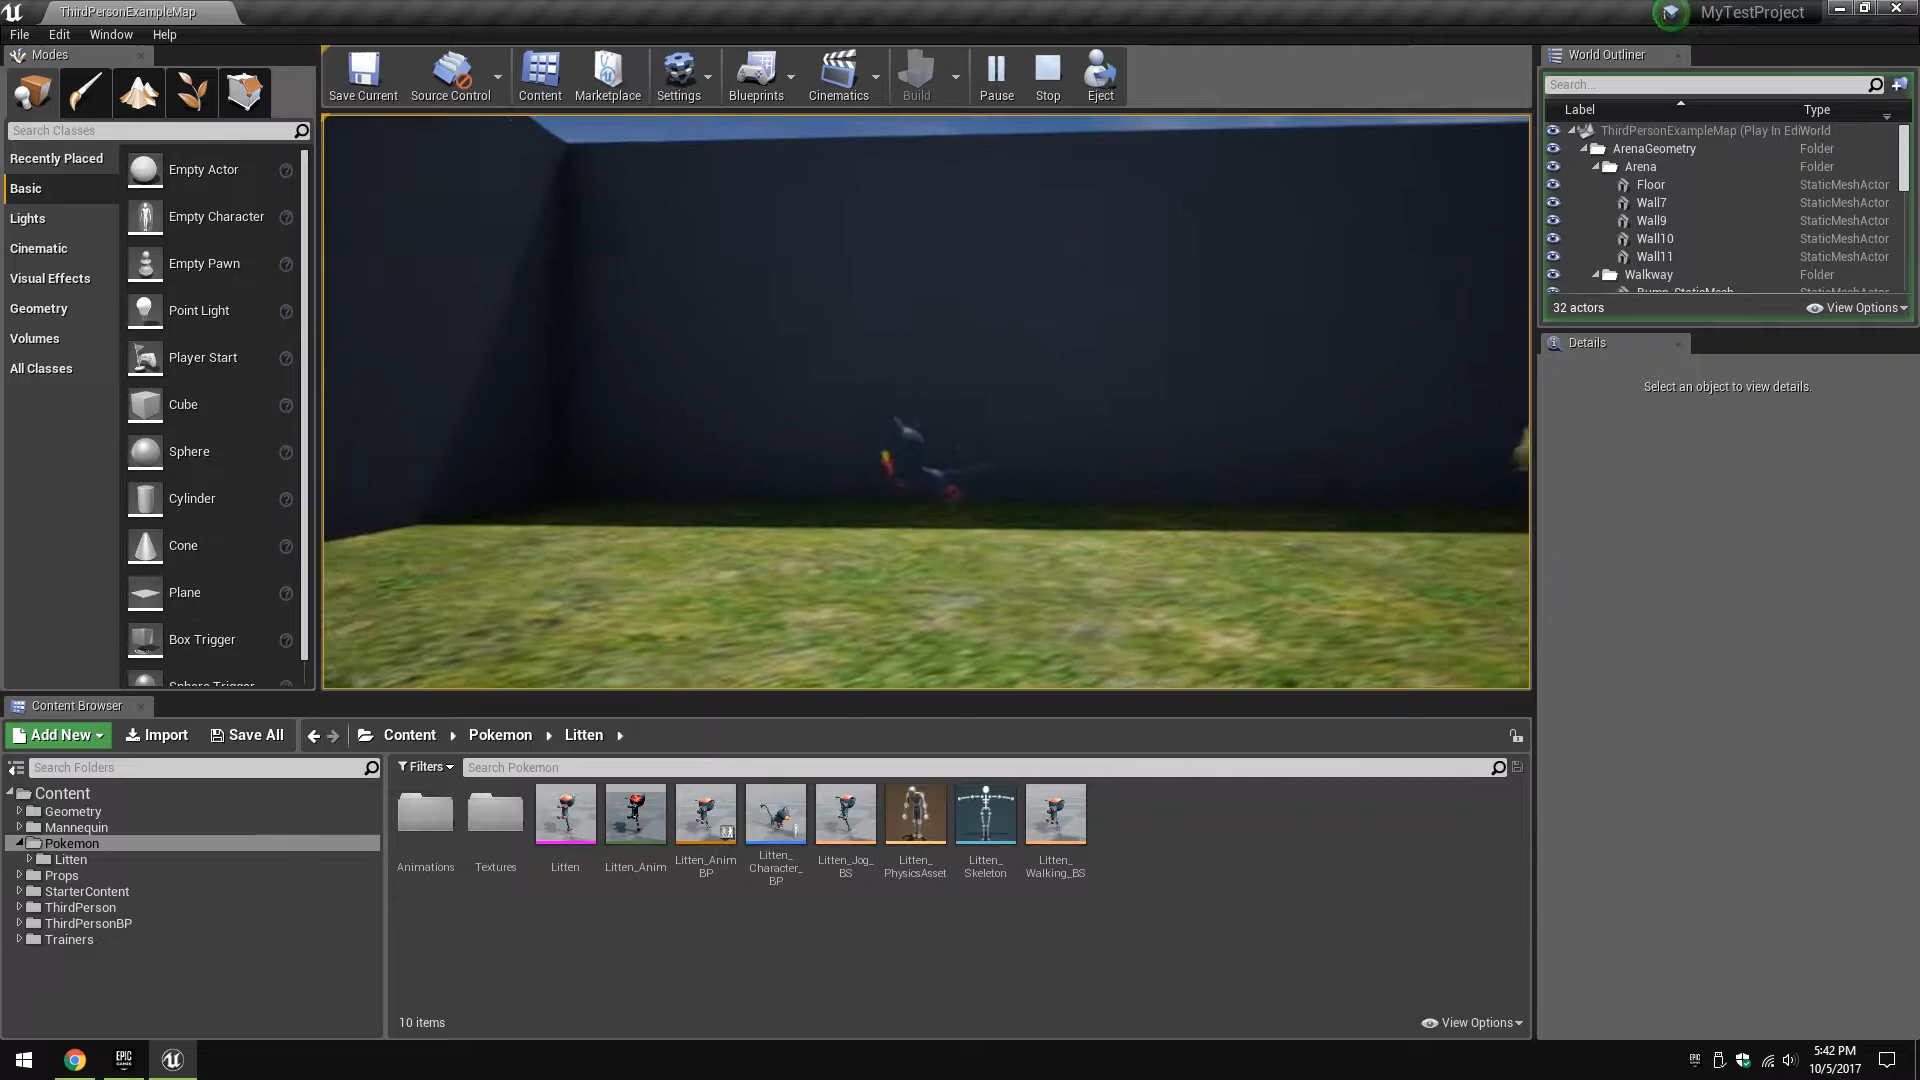 ThirdPersonExampleMap
MyTestProject
File Edit Window Help
Modes
Search Classes
Recently Placed
Basic
Lights
Cinematic
Visual Effects
Geometry
Volumes
All Classes
Empty Actor
Empty Character
Empty Pawn
Point Light
Player Start
Cube
Sphere
Cylinder
Cone
Plane
Box Trigger
Sphere Trigger
Save Current
Source Control
Content
Marketplace
Settings
Blueprints
Cinematics
Build
Pause
Stop
Eject
World Outliner
Search...
Label Type
ThirdPersonExampleMap (Play In Edi World
ArenaGeometry Folder
Arena Folder
Floor StaticMeshActor
Wall7 StaticMeshActor
Wall9 StaticMeshActor
Wall10 StaticMeshActor
Wall11 StaticMeshActor
Walkway Folder
Bump_StaticMesh StaticMeshActor
32 actors
View Options
Details
Select an object to view details.
Content Browser
Add New Import Save All Content Pokemon Litten
Search Folders
Content
Geometry
Mannequin
Pokemon
Litten
Props
StarterContent
ThirdPerson
ThirdPersonBP
Trainers
Filters
Search Pokemon
Animations
Textures
Litten
Litten_Anim
Litten_Anim
BP
Litten_
Character_
BP
Litten_Jog_
BS
Litten_
PhysicsAsset
Litten_
Skeleton
Litten_
Walking_BS
10 items
View Options
EPIC
GAMES
EPIC
5:42 PM
10/5/2017